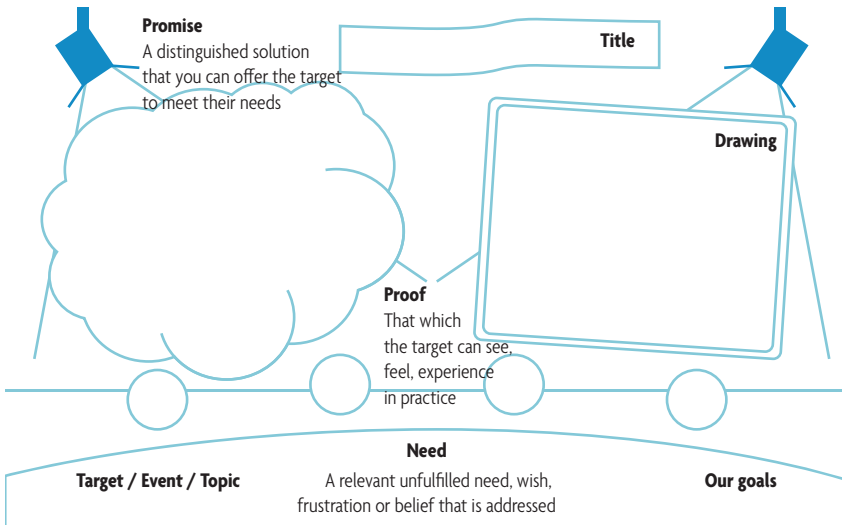 Promise
A distinguished solution
that you can offer the target
to meet their needs
Title
Drawing
Proof
That which
the target can see,
feel, experience
in practice
Need
Target / Event / Topic
A relevant unfulfilled need, wish,
frustration or belief that is addressed
Our goals